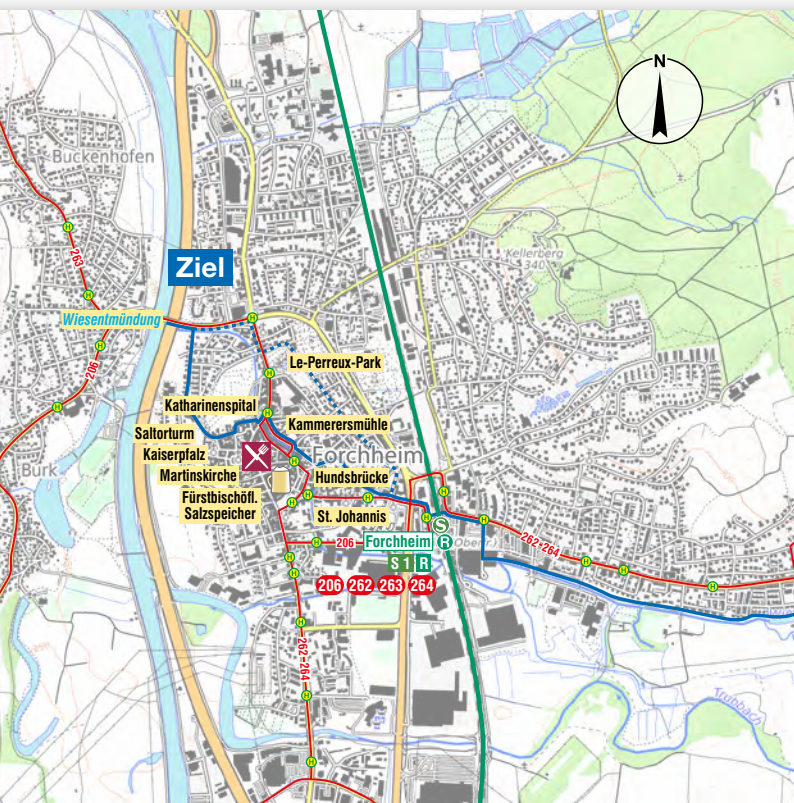 N
Buckenhofen
Kellerberg
340
263
Ziel
Wiesentmündung
206
Le-Perreux-Park
Katharinenspital
Kammerersmühle
Saltorturm
Kaiserpfalz
Forchheim
Martinskirche
Burk
Hundsbrücke
Fürstbischöfl.
Salzspeicher
St. Johannis
S
206
Forchheim R
262-264
S 1 R
206 262 263 264
262-264
Trubbach